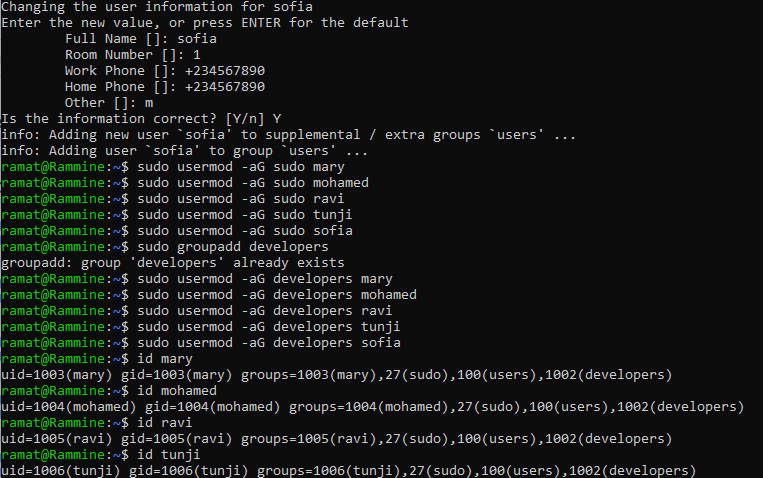 Changing the user information for sofia
Enter the new value, or press ENTER for the default
Full Name []: sofia
Room Number []: 1
Work Phone []: +234567890
Home Phone []: +234567890
Other []: m
Is the information correct? [Y/n] Y
info: Adding new user `sofia' to supplemental / extra groups `users' ...
info: Adding user `sofia' to group `users' ...
ramat@Rammine:~$ sudo usermod -aG sudo mary
ramat@Rammine:~$ sudo usermod -aG sudo mohamed
ramat@Rammine:~$ sudo usermod -aG sudo ravi
ramat@Rammine:~$ sudo usermod -aG sudo tunji
ramat@Rammine:~$ sudo usermod -aG sudo sofia
ramat@Rammine:~$ sudo groupadd developers
groupadd: group 'developers' already exists
ramat@Rammine:~$ sudo usermod -aG developers mary
ramat@Rammine:~$ sudo usermod -aG developers mohamed
ramat@Rammine:~$ sudo usermod -aG developers ravi
ramat@Rammine:~$ sudo usermod -aG developers tunji
ramat@Rammine:~$ sudo usermod -aG developers sofia
ramat@Rammine:~$ id mary
uid=1003(mary) gid=1003(mary) groups=1003(mary),27(sudo),100(users),1002(developers)
ramat@Rammine:~$ id mohamed
uid=1004(mohamed) gid=1004(mohamed) groups=1004(mohamed),27(sudo),100(users),1002(developers)
ramat@Rammine:~$ id ravi
uid=1005(ravi) gid=1005(ravi) groups=1005(ravi),27(sudo),100(users),1002(developers)
ramat@Rammine:~$ id tunji
uid=1006(tunji) gid=1006(tunji) groups=1006(tunji),27(sudo),100(users),1002(developers)